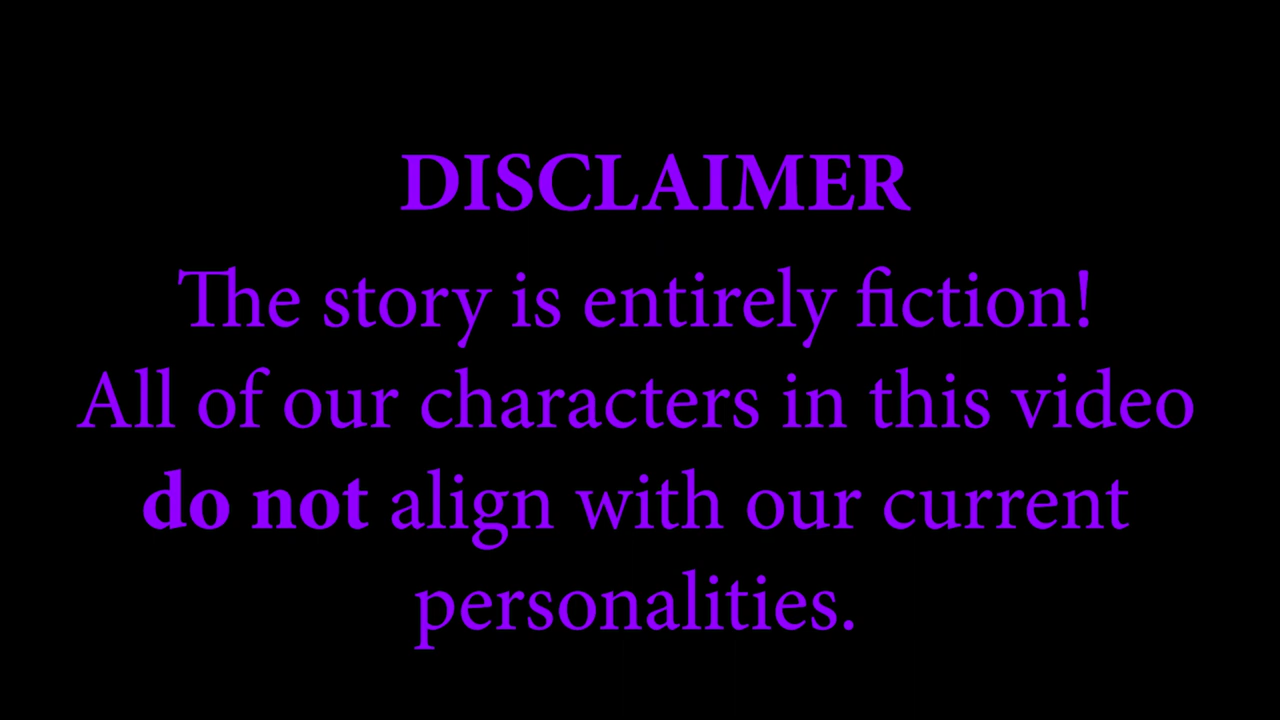 DISCLAIMER
The story is entirely fiction!
All of our characters in this video
do not align with our current
personalities.